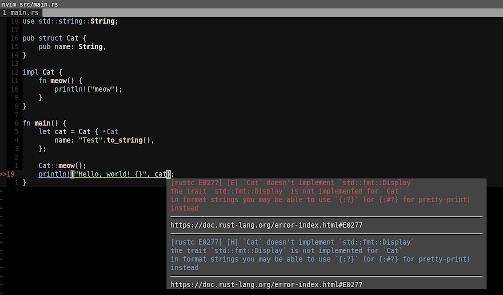 nvim src/main.rs
1 main.rs
18 use std::string::String;
17
16 pub struct Cat {
15     pub name: String,
14 }
13
12 impl Cat {
11     fn meow() {
10         println!("meow");
9     }
8 }
7
6 fn main() {
5     let cat = Cat { •Cat
4         name: "Test".to_string(),
3     };
2
1     Cat::meow();
>>19     println!("Hello, world! {}", cat);
1 }
[rustc E0277] [E] `Cat` doesn't implement `std::fmt::Display`
the trait `std::fmt::Display` is not implemented for `Cat`
in format strings you may be able to use `{:?}` (or {:#?} for pretty-print)
instead
https://doc.rust-lang.org/error-index.html#E0277
[rustc E0277] [H] `Cat` doesn't implement `std::fmt::Display`
the trait `std::fmt::Display` is not implemented for `Cat`
in format strings you may be able to use `{:?}` (or {:#?} for pretty-print)
instead
https://doc.rust-lang.org/error-index.html#E0277